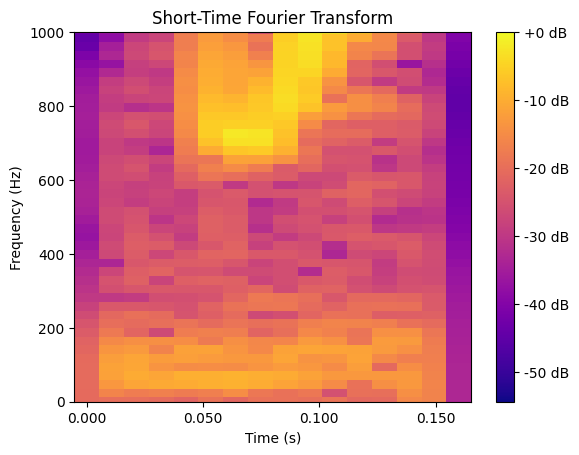 Short-Time Fourier Transform
1000
800
600
400
200
0
Frequency (Hz)
0.000
0.050
0.100
0.150
Time (s)
+0 dB
-10 dB
-20 dB
-30 dB
-40 dB
-50 dB